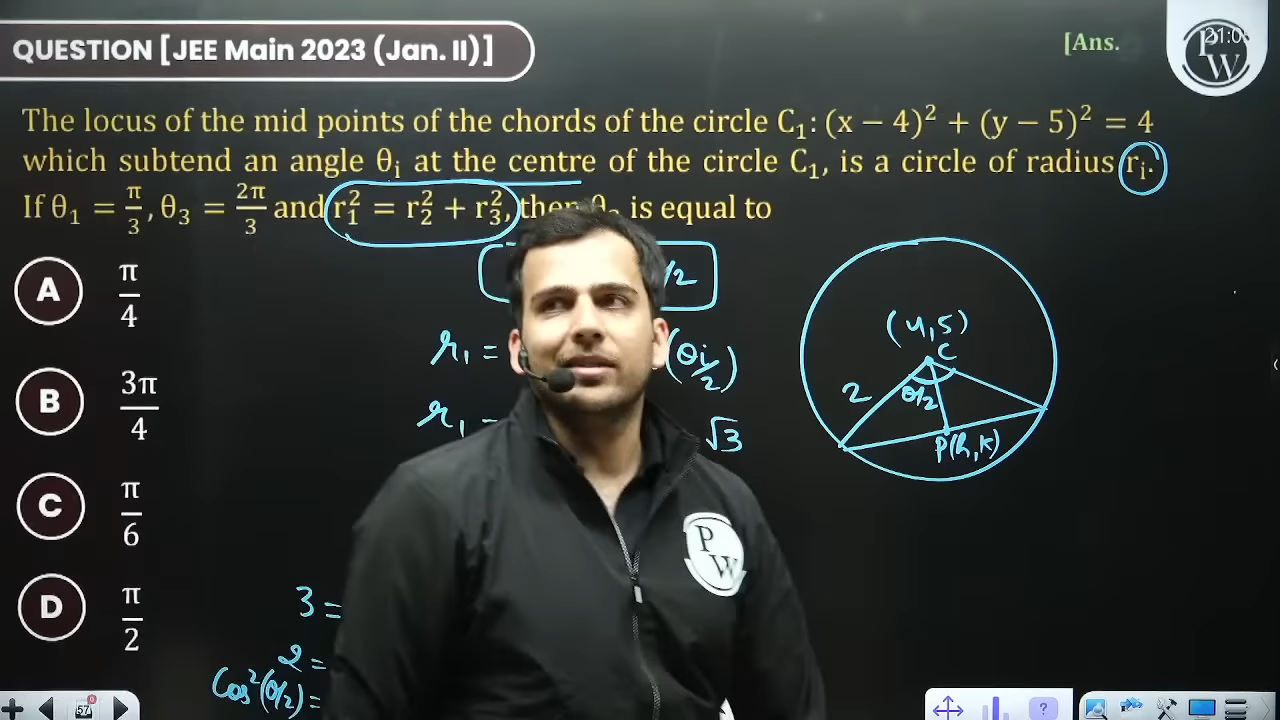 QUESTION [JEE Main 2023 (Jan. II)]
[Ans.
P W
The locus of the mid points of the chords of the circle C₁: (x − 4)² + (y − 5)² = 4
which subtend an angle θᵢ at the centre of the circle C₁, is a circle of radius rᵢ.
If θ₁ = π/3, θ₃ = 2π/3 and r₁² = r₂² + r₃², then is equal to
A π/4
B 3π/4
C π/6
D π/2
r₁ = (θi/2)
r₁ = √3
3 =
2 =
Cos²(θ/2) =
(4,5)
C
2
θ/2
P(h,k)
P W
57